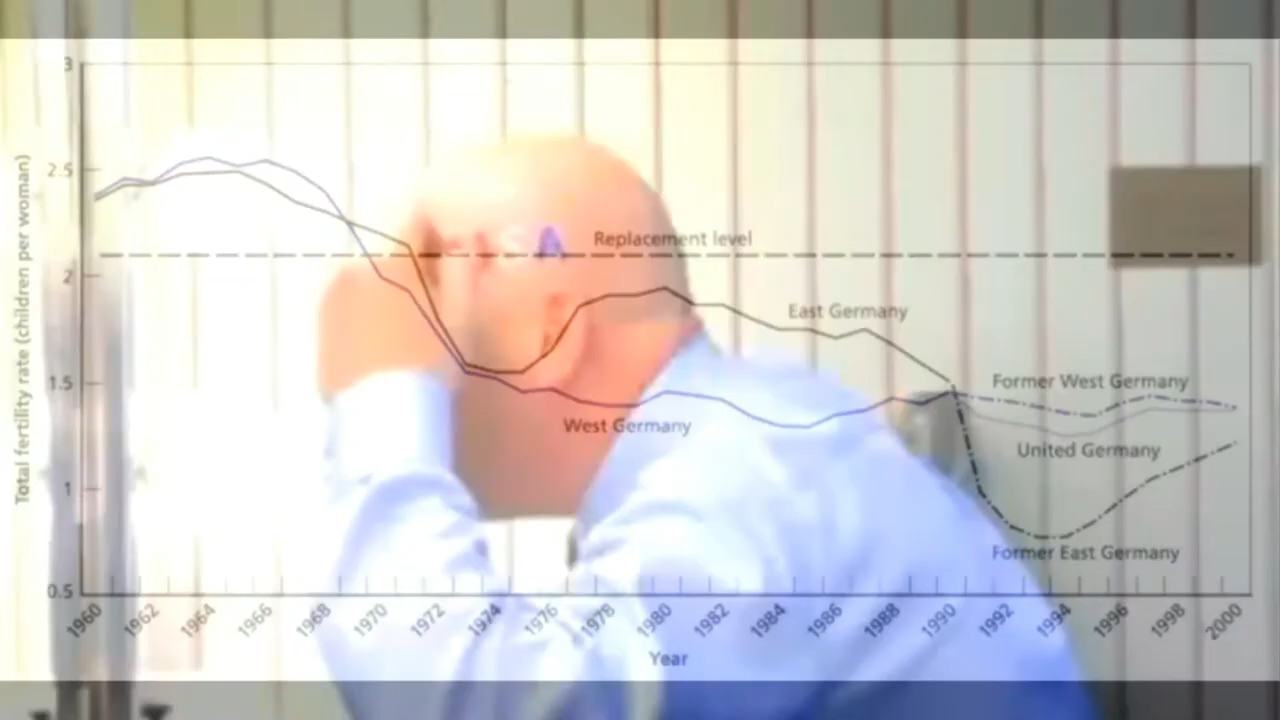 3
2.5
2
1.5
1
0.5
Total fertility rate (children per woman)
Replacement level
East Germany
Former West Germany
West Germany
United Germany
Former East Germany
1960 1962 1964 1966 1968 1970 1972 1974 1976 1978 1980 1982 1984 1986 1988 1990 1992 1994 1996 1998 2000
Year